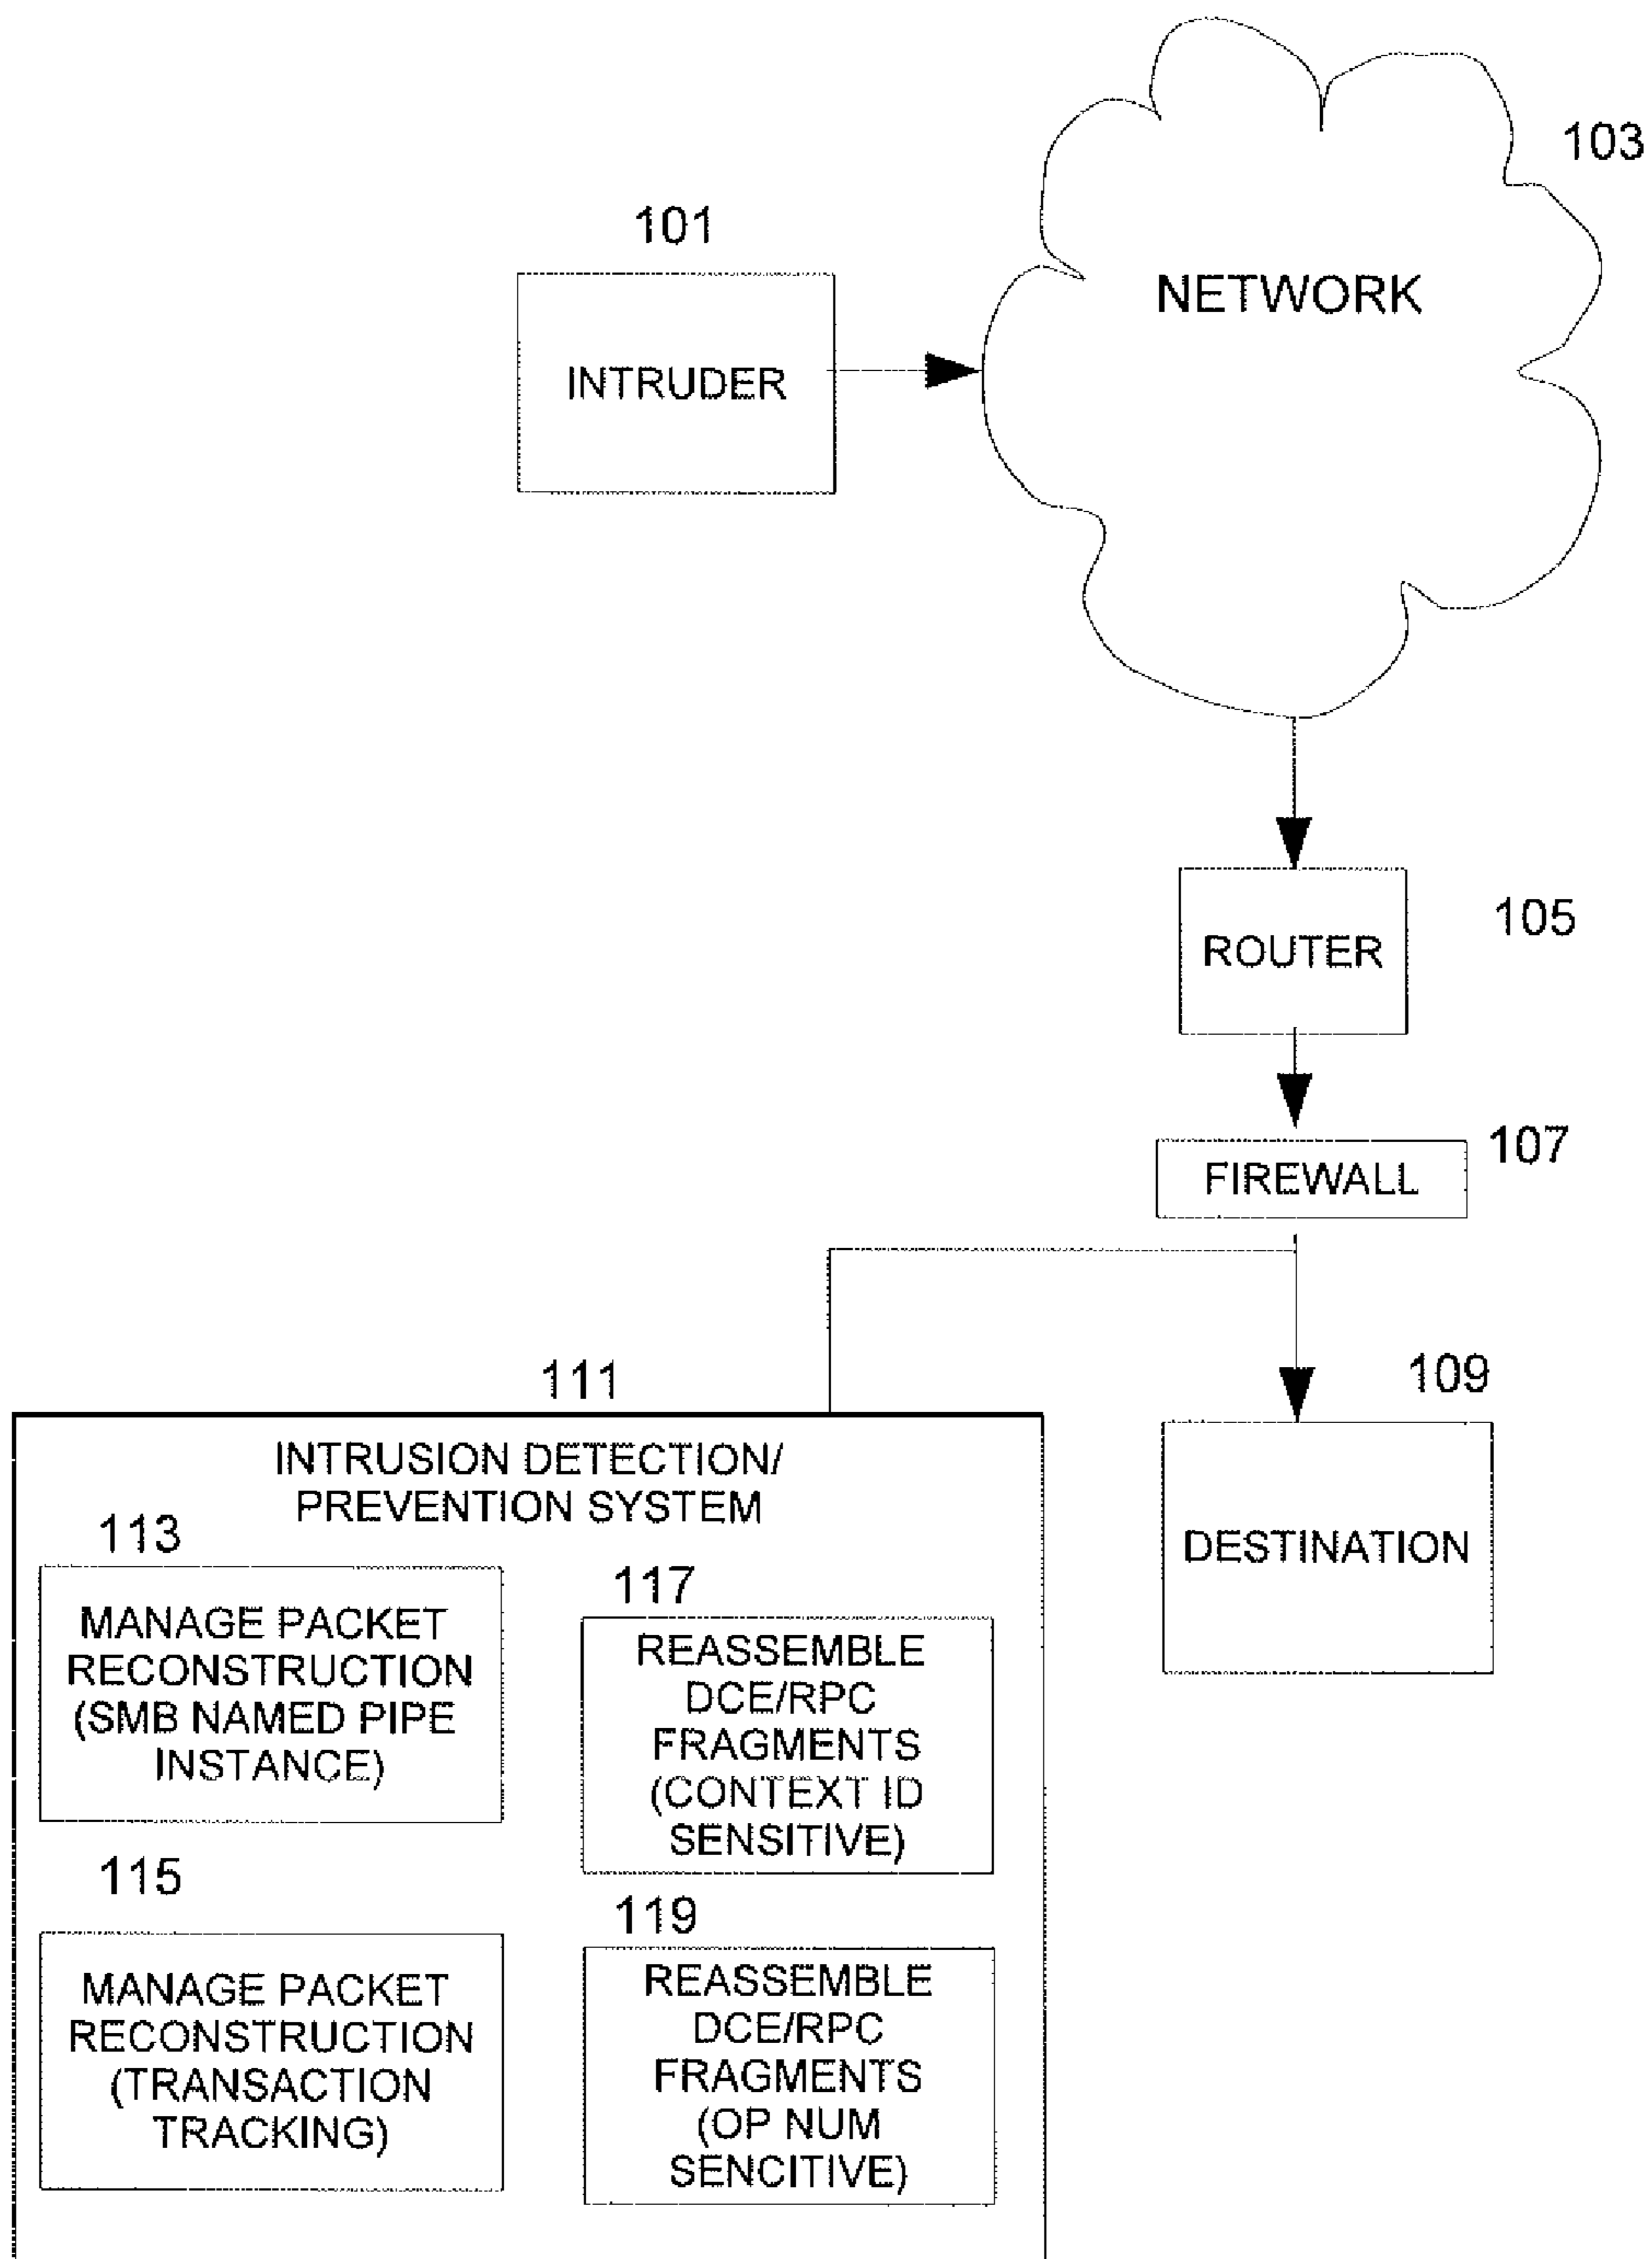 103
101
NETWORK
INTRUDER
105
ROUTER
107
FIREWALL
109
DESTINATION
111
INTRUSION DETECTION/
PREVENTION SYSTEM
113
MANAGE PACKET
RECONSTRUCTION
(SMB NAMED PIPE
INSTANCE)
117
REASSEMBLE
DCE/RPC
FRAGMENTS
(CONTEXT ID
SENSITIVE)
115
MANAGE PACKET
RECONSTRUCTION
(TRANSACTION
TRACKING)
119
REASSEMBLE
DCE/RPC
FRAGMENTS
(OP NUM
SENCITIVE)